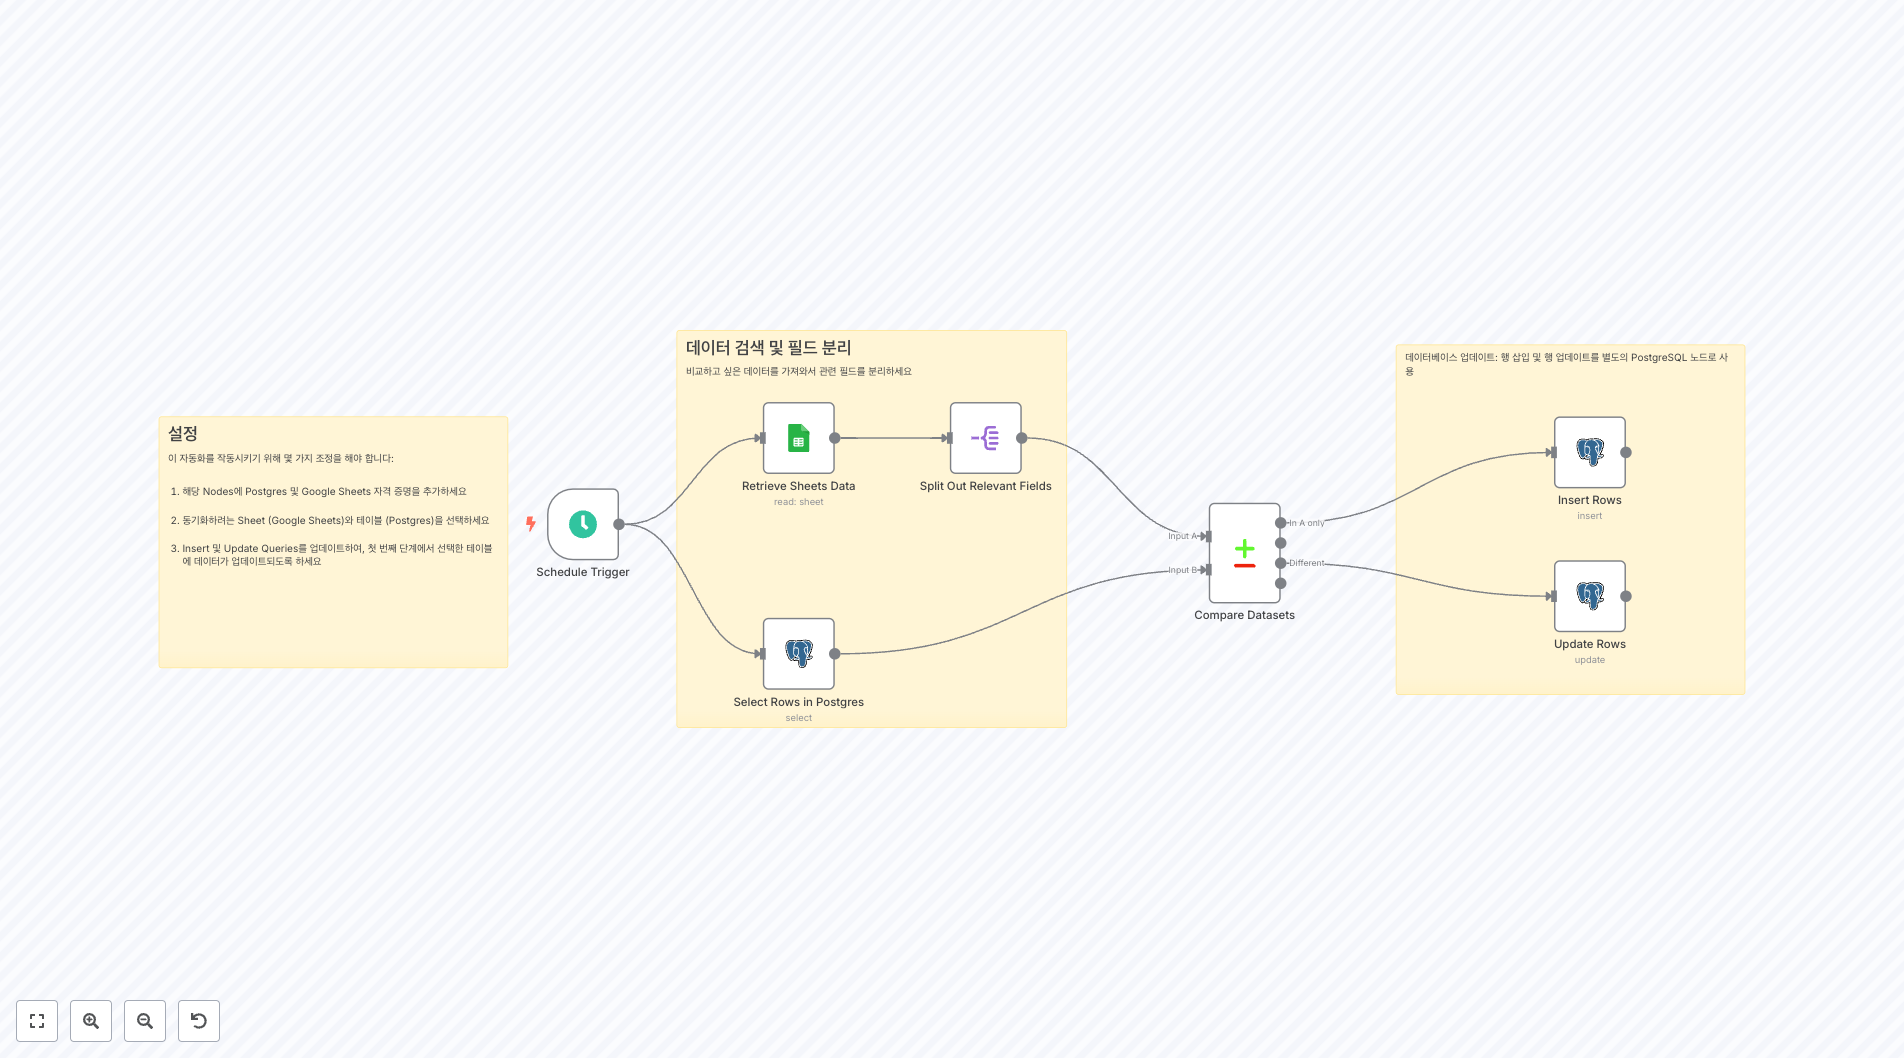 설정
이 자동화를 작동시키기 위해 몇 가지 조정을 해야 합니다:
1. 해당 Nodes에 Postgres 및 Google Sheets 자격 증명을 추가하세요
2. 동기화하려는 Sheet (Google Sheets)와 테이블 (Postgres)을 선택하세요
3. Insert 및 Update Queries를 업데이트하여, 첫 번째 단계에서 선택한 테이블
에 데이터가 업데이트되도록 하세요
Schedule Trigger
데이터 검색 및 필드 분리
비교하고 싶은 데이터를 가져와서 관련 필드를 분리하세요
Retrieve Sheets Data
read: sheet
Split Out Relevant Fields
Select Rows in Postgres
select
Input A
Input B
In A only
Different
Compare Datasets
데이터베이스 업데이트: 행 삽입 및 행 업데이트를 별도의 PostgreSQL 노드로 사
용
Insert Rows
insert
Update Rows
update